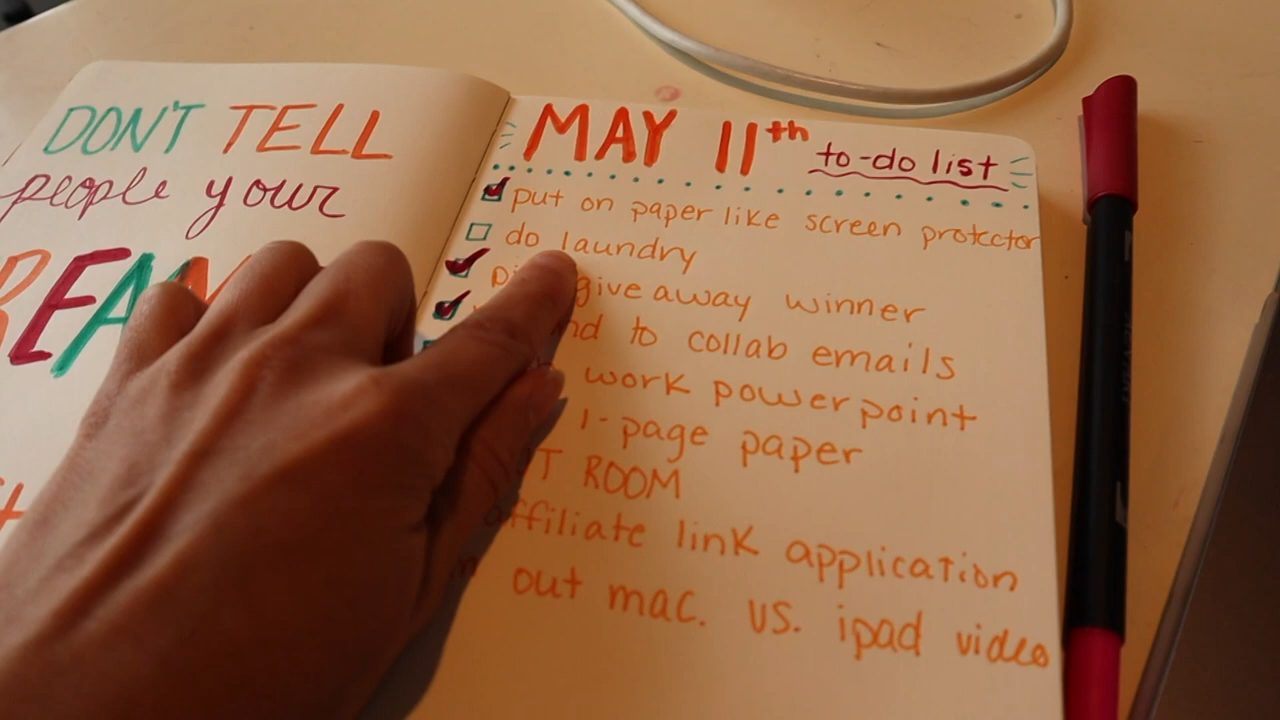 DON'T TELL
people your
MAY 11th to-do list
put on paper like screen protector
do laundry
giveaway winner
to collab emails
work powerpoint
1-page paper
ROOM
affiliate link application
out mac. vs. ipad video